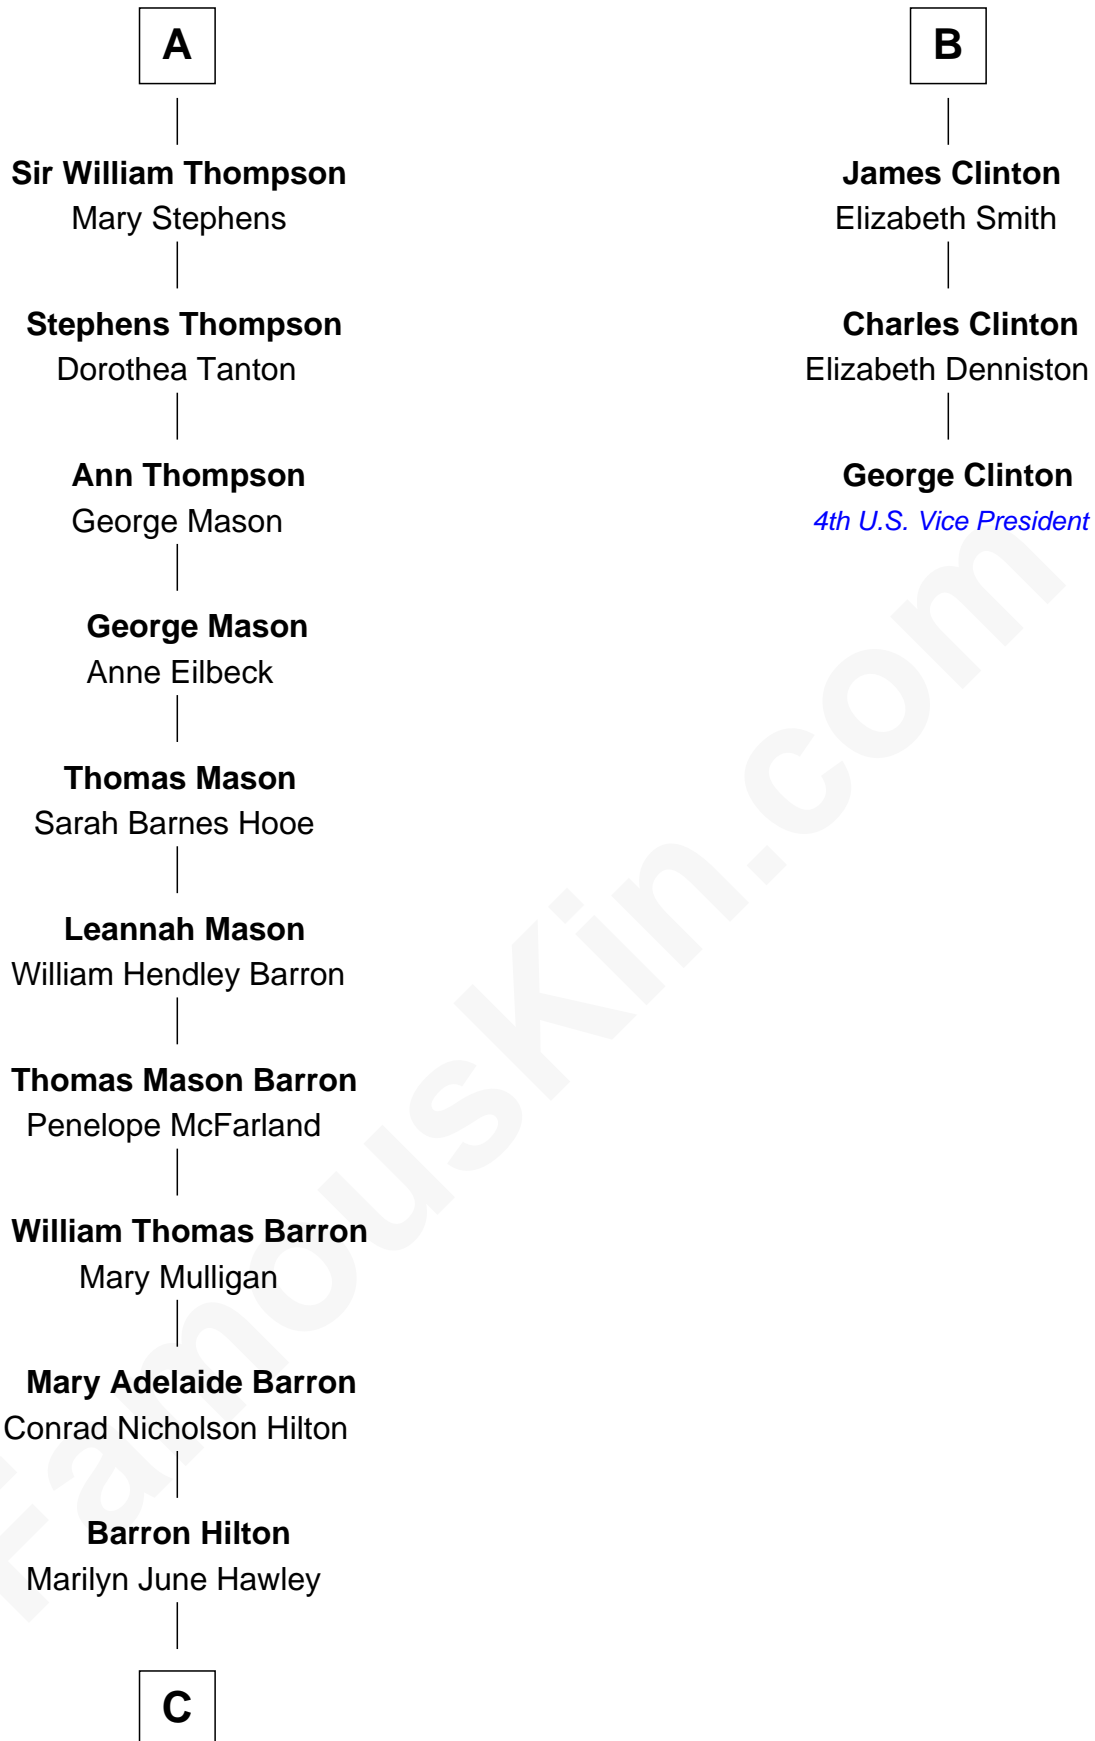 A
Sir William Thompson
Mary Stephens
Stephens Thompson
Dorothea Tanton
Ann Thompson
George Mason
George Mason
Anne Eilbeck
Thomas Mason
Sarah Barnes Hooe
Leannah Mason
William Hendley Barron
Thomas Mason Barron
Penelope McFarland
William Thomas Barron
Mary Mulligan
Mary Adelaide Barron
Conrad Nicholson Hilton
Barron Hilton
Marilyn June Hawley
C
B
James Clinton
Elizabeth Smith
Charles Clinton
Elizabeth Denniston
George Clinton
4th U.S. Vice President
FamousKin.com